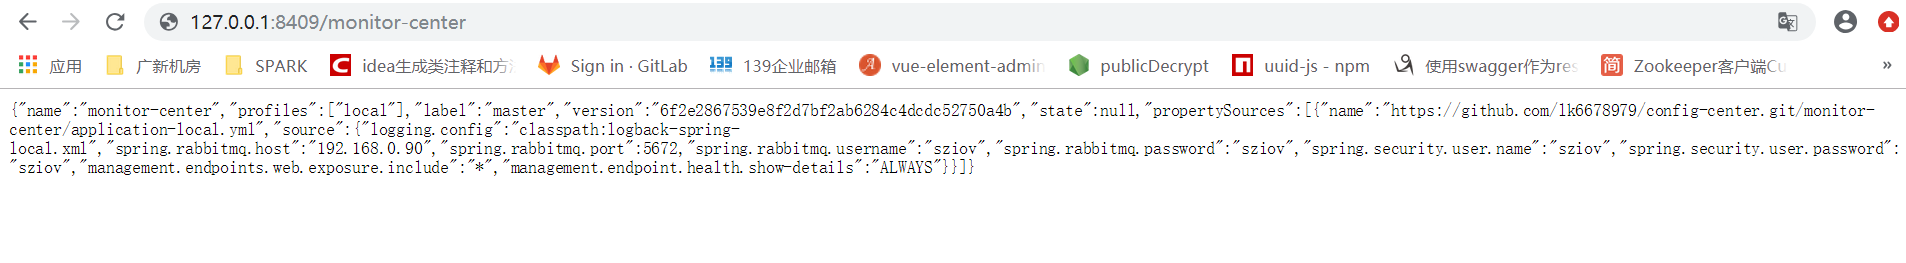 127.0.0.1:8409/monitor-center
应用 广新机房 SPARK idea生成类注释和方 Sign in · GitLab 139企业邮箱 vue-element-admin publicDecrypt uuid-js - npm 使用swagger作为res Zookeeper客户端Cu »
{"name":"monitor-center","profiles":["local"],"label":"master","version":"6f2e2867539e8f2d7bf2ab6284c4dcdc52750a4b","state":null,"propertySources":[{"name":"https://github.com/lk6678979/config-center.git/monitor-
center/application-local.yml","source":{"logging.config":"classpath:logback-spring-
local.xml","spring.rabbitmq.host":"192.168.0.90","spring.rabbitmq.port":5672,"spring.rabbitmq.username":"sziov","spring.rabbitmq.password":"sziov","spring.security.user.name":"sziov","spring.security.user.password":
"sziov","management.endpoints.web.exposure.include":"*","management.endpoint.health.show-details":"ALWAYS"}}]}